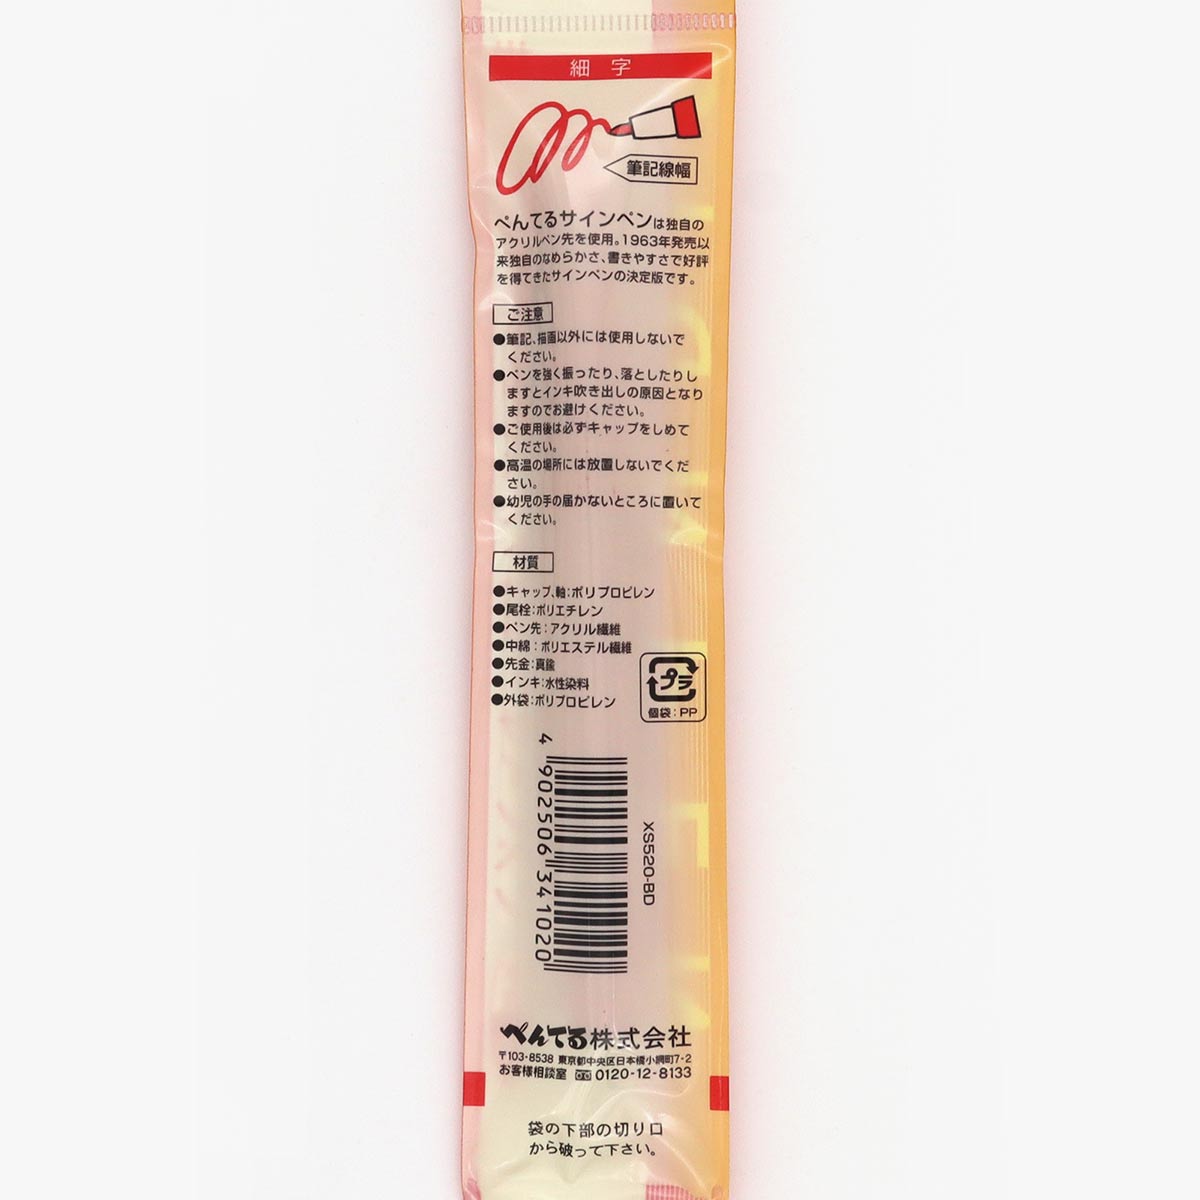 細字
筆記線幅
ぺんてるサインペンは独自の
アクリルペン先を使用。1963年発売以
来独自のなめらかさ、書きやすさで好評
を得てきたサインペンの決定版です。
ご注意
●筆記、描画以外には使用しないで
ください。
●ペンを強く振ったり、落としたりし
ますとインキ吹き出しの原因となり
ますのでお避けください。
●ご使用後は必ずキャップをしめて
ください。
●高温の場所には放置しないでくだ
さい。
●幼児の手の届かないところに置いて
ください。
材質
●キャップ、軸:ポリプロピレン
●尾栓:ポリエチレン
●ペン先:アクリル繊維
●中綿:ポリエステル繊維
●先金:真鍮
●インキ:水性染料
●外袋:ポリプロピレン
プラ
個袋:PP
4 902506 341020
XS520-BD
ぺんてる株式会社
〒103-8538 東京都中央区日本橋小網町7-2
お客様相談室 0120-12-8133
袋の下部の切り口
から破って下さい。